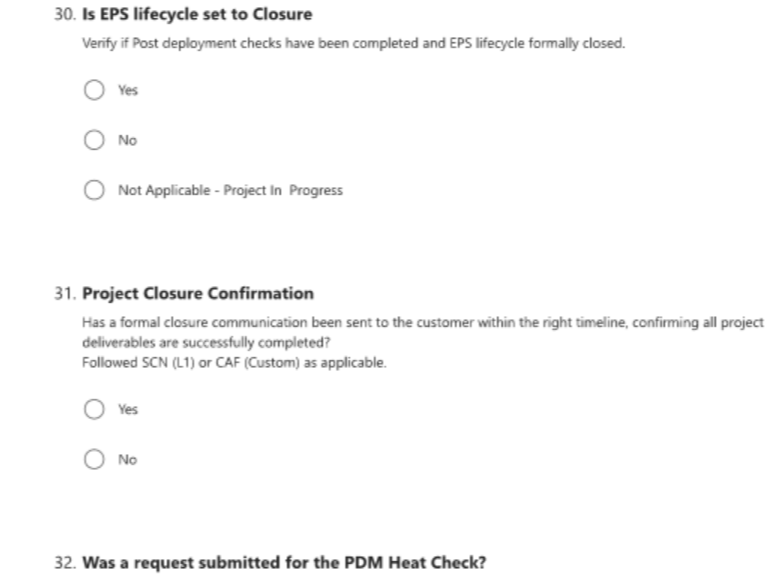 30. Is EPS lifecycle set to Closure
Verify if Post deployment checks have been completed and EPS lifecycle formally closed.
Yes
No
Not Applicable - Project In Progress
31. Project Closure Confirmation
Has a formal closure communication been sent to the customer within the right timeline, confirming all project
deliverables are successfully completed?
Followed SCN (L1) or CAF (Custom) as applicable.
Yes
No
32. Was a request submitted for the PDM Heat Check?